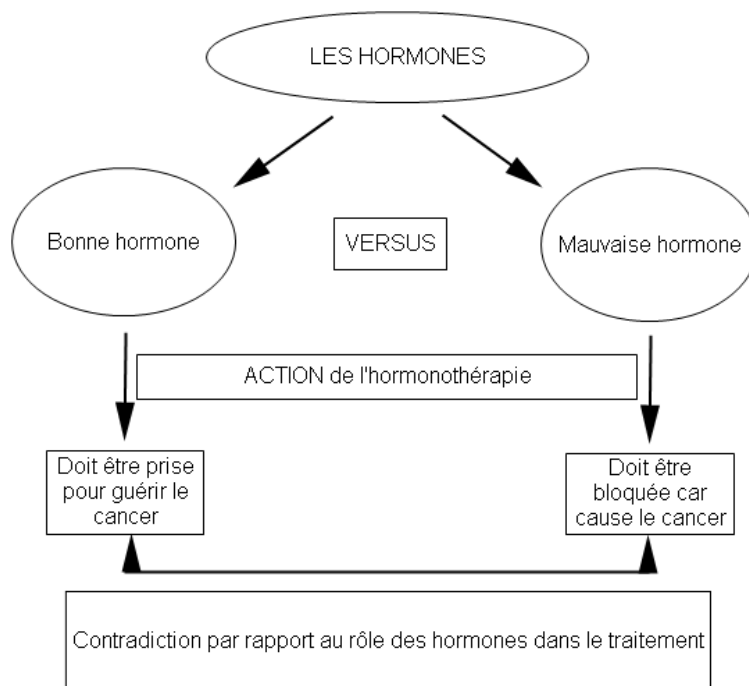 LES HORMONES
Bonne hormone
VERSUS
Mauvaise hormone
ACTION de l'hormonothérapie
Doit être prise
pour guérir le
cancer
Doit être
bloquée car
cause le cancer
Contradiction par rapport au rôle des hormones dans le traitement